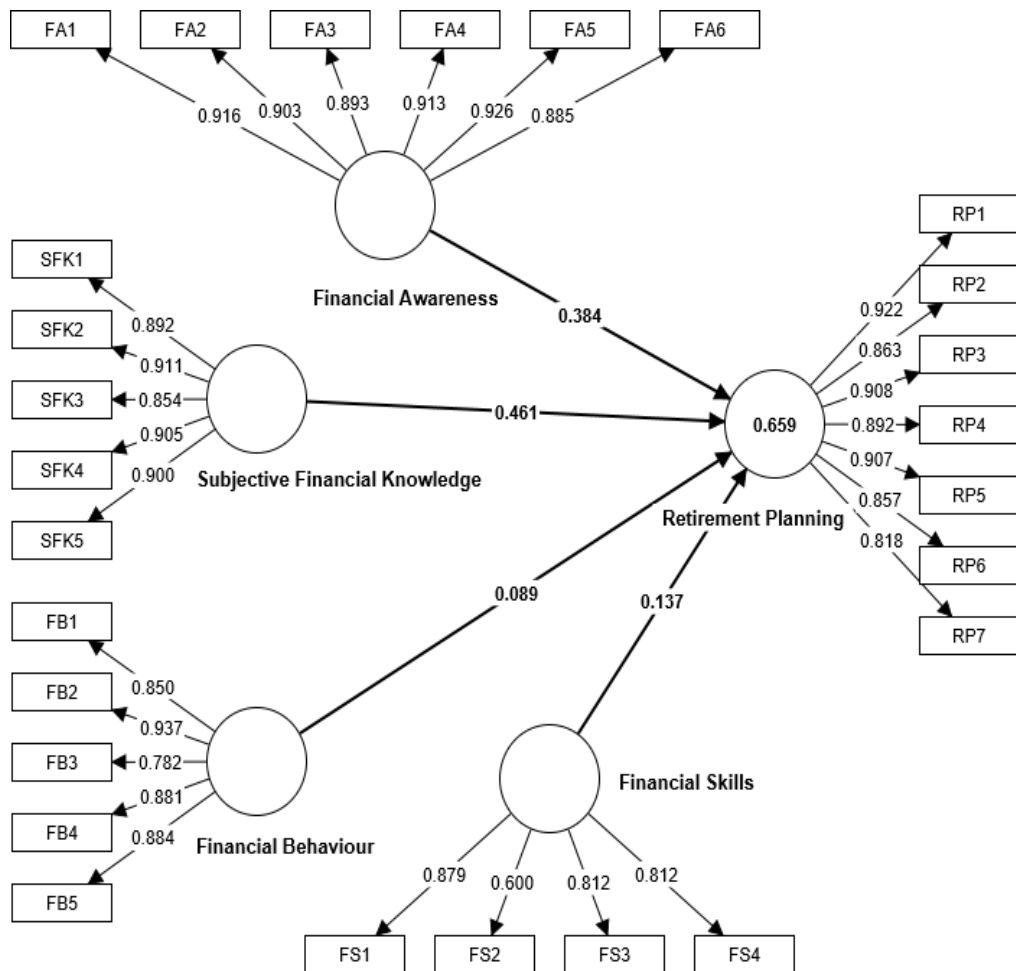 FA1 FA2 FA3 FA4 FA5 FA6
0.916 0.903 0.893 0.913 0.926 0.885
Financial Awareness
0.384
SFK1
SFK2
SFK3
SFK4
SFK5
0.892
0.911
0.854
0.905
0.900
Subjective Financial Knowledge
0.461
RP1
RP2
RP3
RP4
RP5
RP6
RP7
0.922
0.863
0.908
0.892
0.907
0.857
0.818
0.659
Retirement Planning
FB1
FB2
FB3
FB4
FB5
0.850
0.937
0.782
0.881
0.884
Financial Behaviour
0.089
0.137
Financial Skills
0.879 0.600 0.812 0.812
FS1 FS2 FS3 FS4